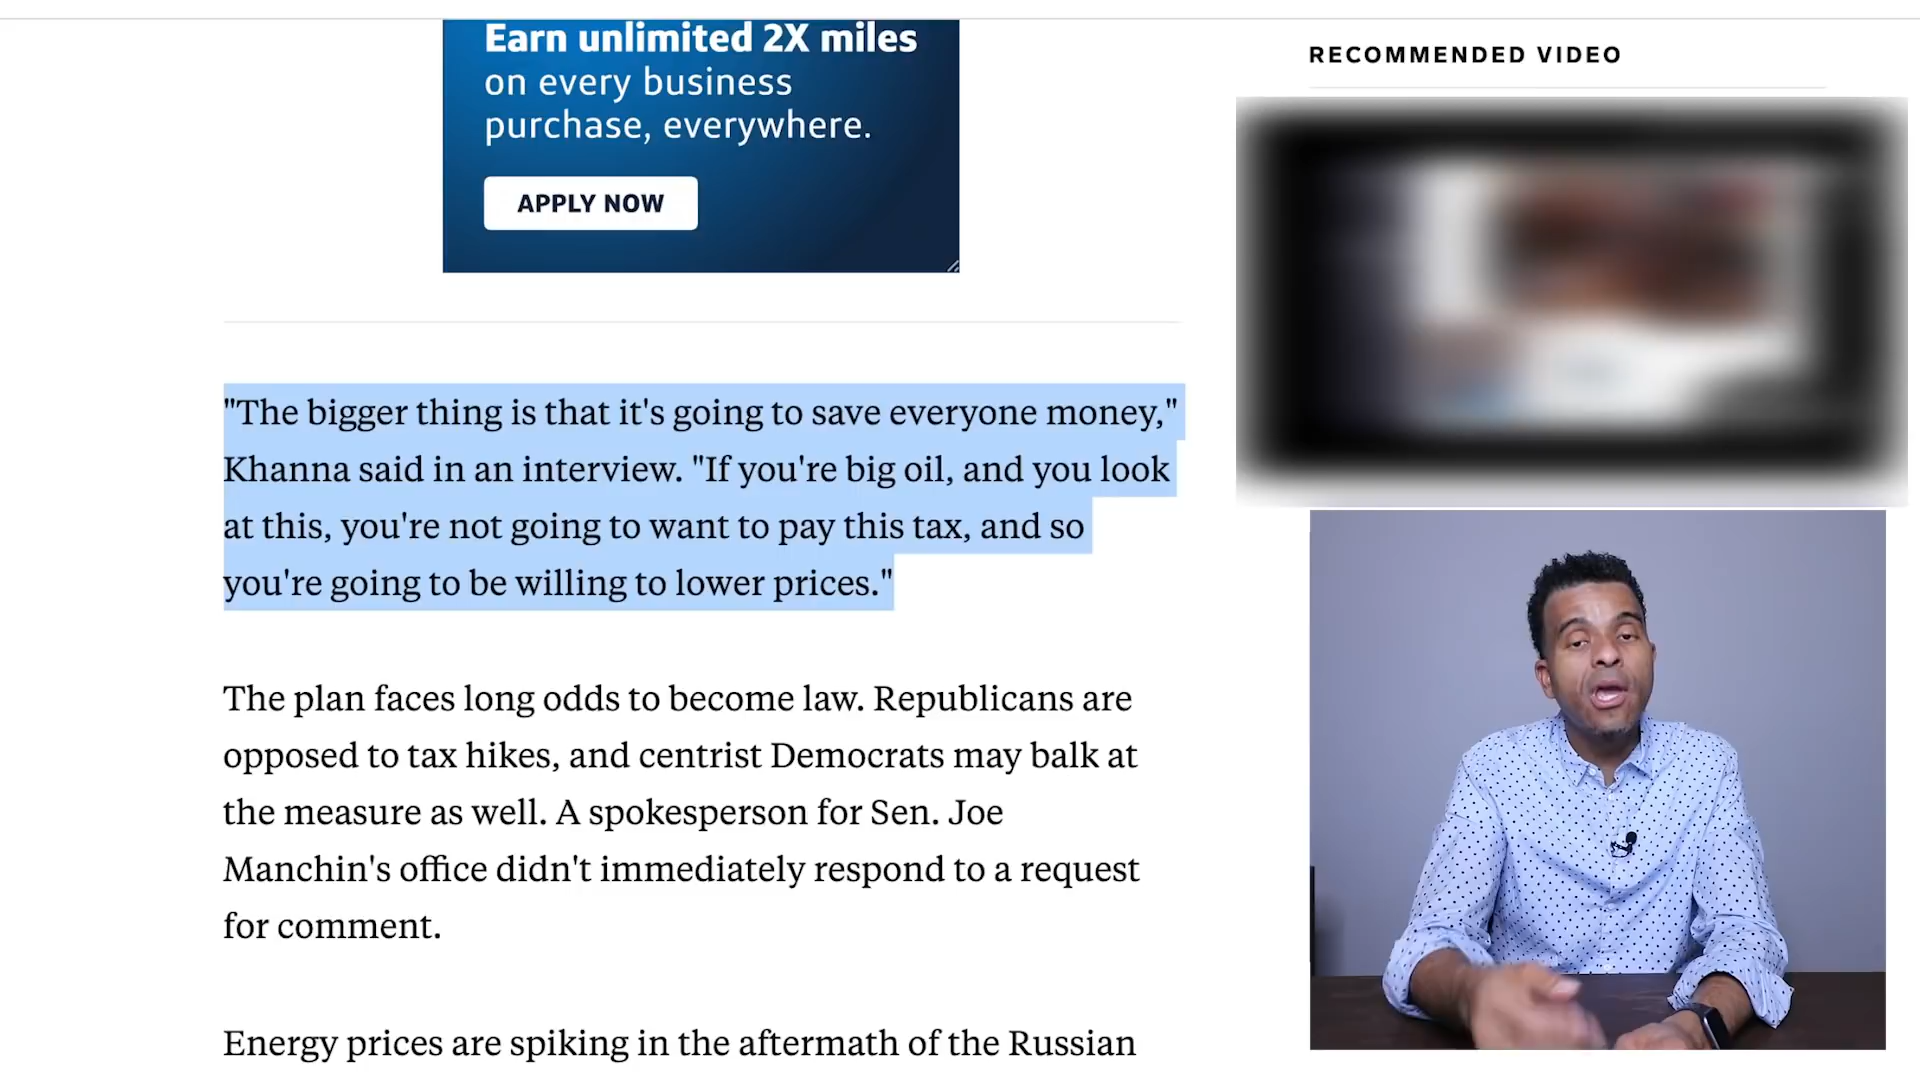 Earn unlimited 2X miles
on every business
purchase, everywhere.
APPLY NOW
RECOMMENDED VIDEO
"The bigger thing is that it's going to save everyone money,"
Khanna said in an interview. "If you're big oil, and you look
at this, you're not going to want to pay this tax, and so
you're going to be willing to lower prices."
The plan faces long odds to become law. Republicans are
opposed to tax hikes, and centrist Democrats may balk at
the measure as well. A spokesperson for Sen. Joe
Manchin's office didn't immediately respond to a request
for comment.
Energy prices are spiking in the aftermath of the Russian